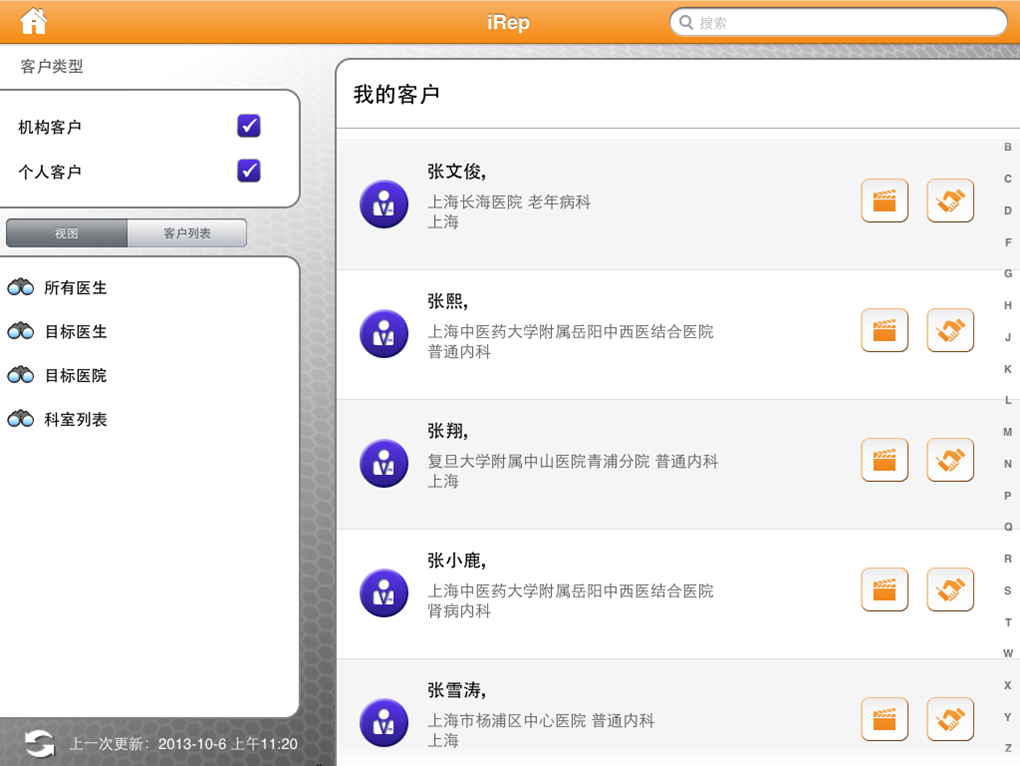 iRep
搜索
客户类型
机构客户
个人客户
视图
客户列表
所有医生
目标医生
目标医院
科室列表
上一次更新：2013-10-6 上午11:20
我的客户
张文俊,
上海长海医院 老年病科
上海
张熙,
上海中医药大学附属岳阳中西医结合医院
普通内科
张翔,
复旦大学附属中山医院青浦分院 普通内科
上海
张小鹿,
上海中医药大学附属岳阳中西医结合医院
肾病内科
张雪涛,
上海市杨浦区中心医院 普通内科
上海
B
C
D
F
G
H
J
K
L
M
N
P
Q
R
S
T
W
X
Y
Z